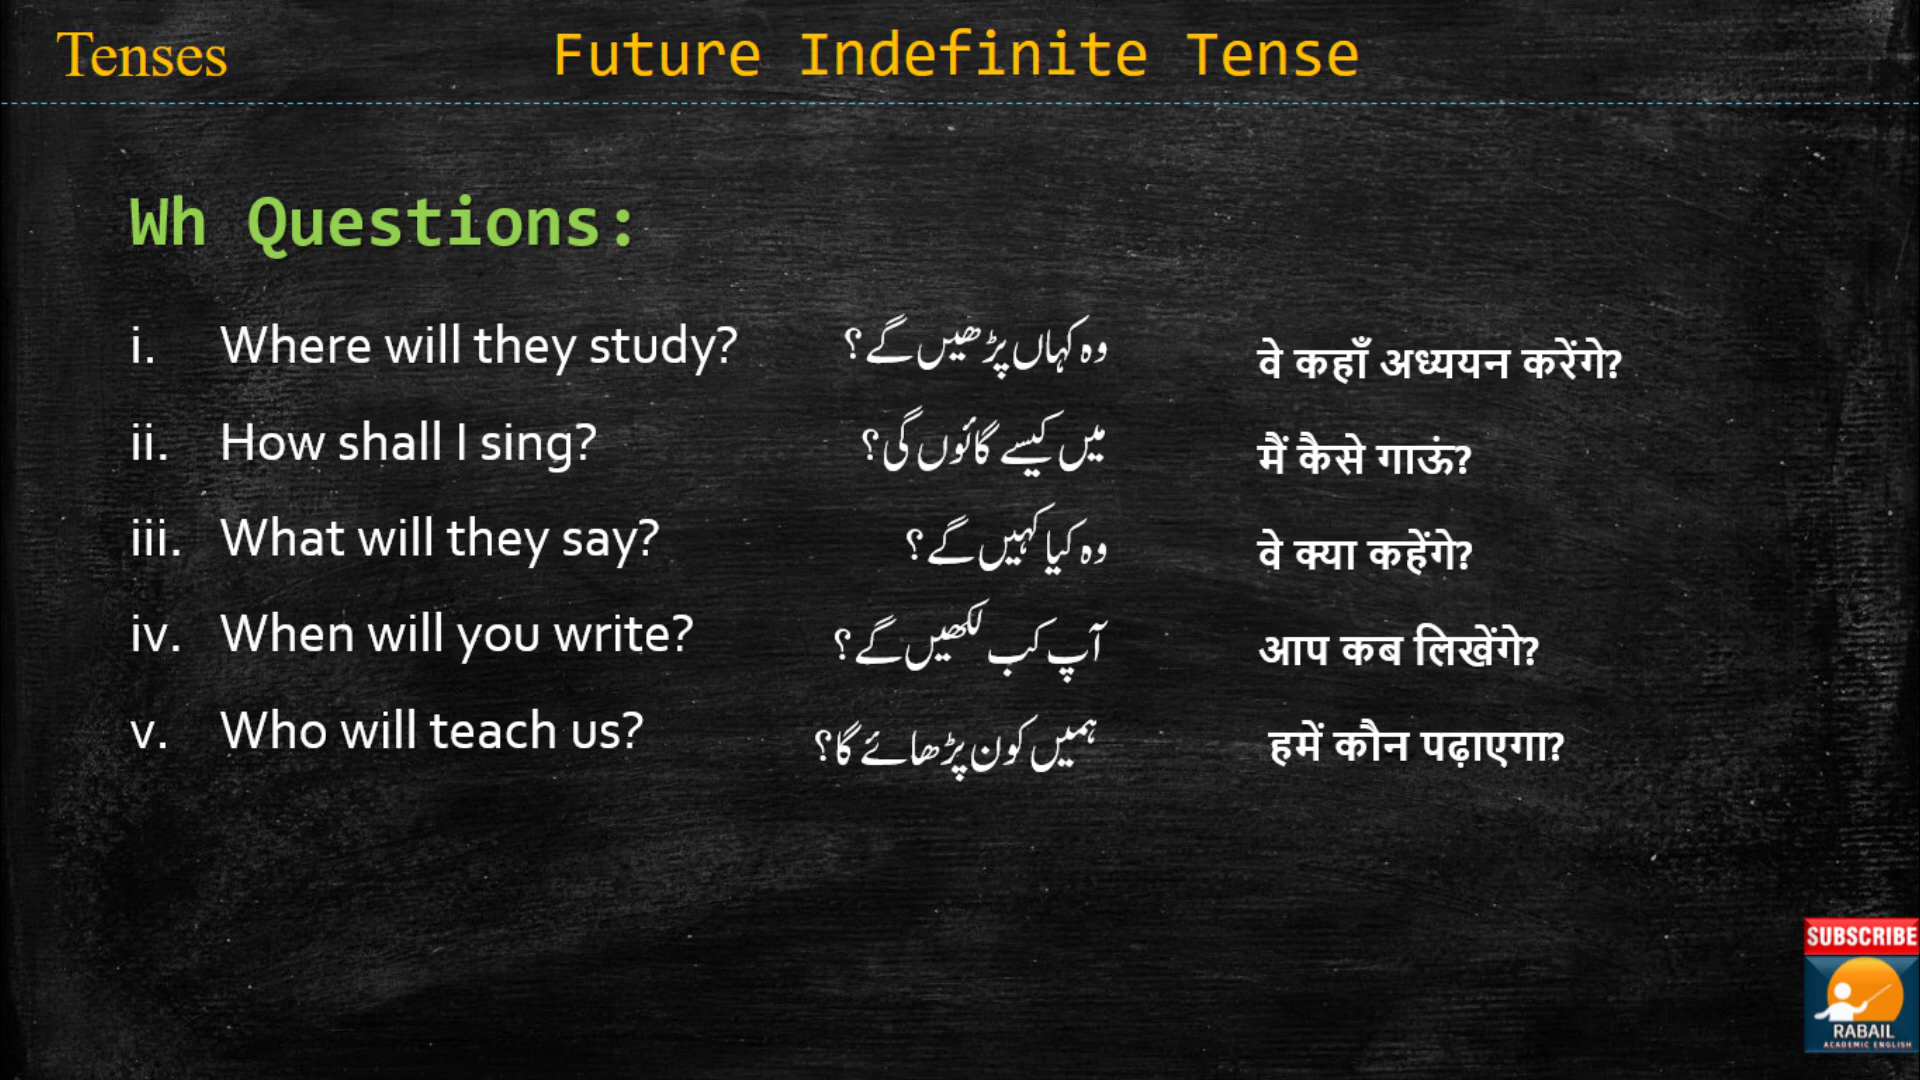 Tenses Future Indefinite Tense
Wh Questions:
i. Where will they study? وہ کہاں پڑھیں گے؟ वे कहाँ अध्ययन करेंगे?
ii. How shall I sing? میں کیسے گائوں گی؟ मैं कैसे गाऊं?
iii. What will they say? وہ کیا کہیں گے؟ वे क्या कहेंगे?
iv. When will you write? آپ کب لکھیں گے؟ आप कब लिखेंगे?
v. Who will teach us? ہمیں کون پڑھائے گا؟ हमें कौन पढ़ाएगा?
SUBSCRIBE
RABAIL
ACADEMIC ENGLISH